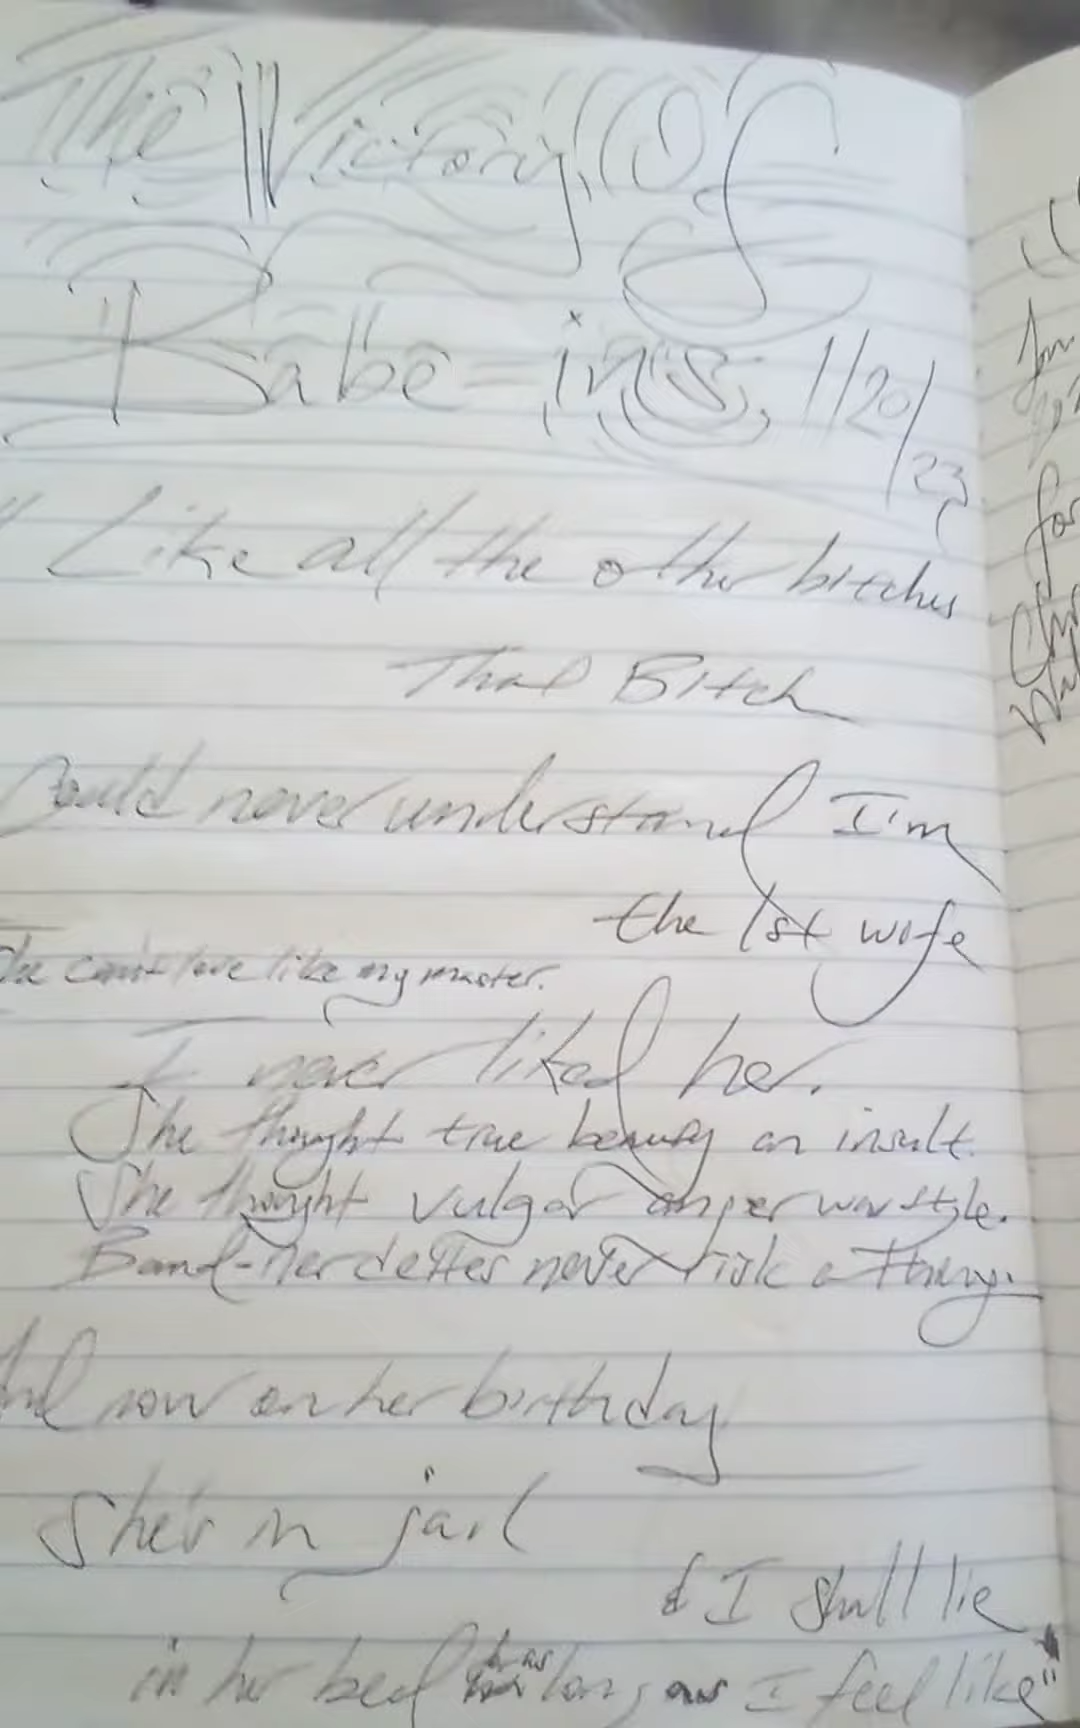 The Victory Of
Babe=ins, 1/20/23
" Like all the other bitches
That Bitch
Could never understand I'm
the 1st wife
She can't love like my master.
I never liked her.
She thought true beauty an insult.
She thought vulgar anger was style.
Band-nerdettes never risk a thing.
And now on her birthday
She's in jail
& I shall lie
in her bed as long as I feel like"
for